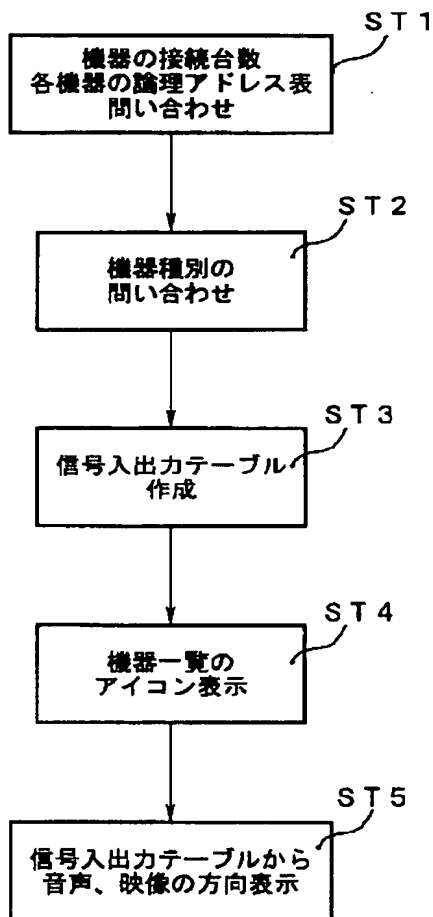 ST1
機器の接続台数
各機器の論理アドレス表
問い合わせ
ST2
機器種別の
問い合わせ
ST3
信号入出力テーブル
作成
ST4
機器一覧の
アイコン表示
ST5
信号入出力テーブルから
音声、映像の方向表示